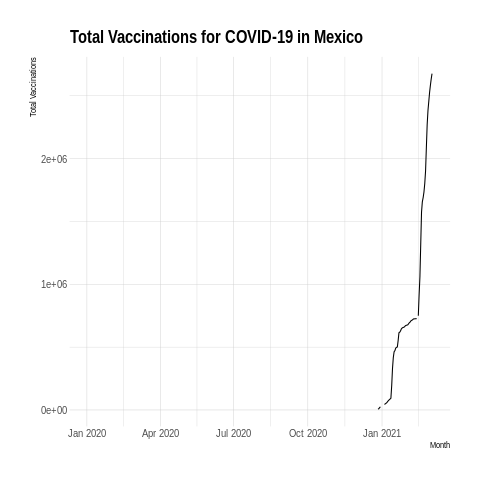 Total Vaccinations for COVID-19 in Mexico
Total Vaccinations
2e+06
1e+06
0e+00
Jan 2020 Apr 2020 Jul 2020 Oct 2020 Jan 2021
Month